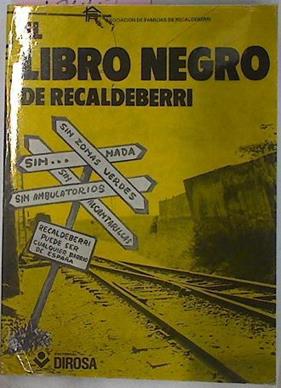 ASOCIACION DE FAMILIAS DE RECALDEBERRI
EL
LIBRO NEGRO
DE RECALDEBERRI
SIN ZONAS VERDES
SIN... NADA
SIN ALCANTARILLAS
SIN AMBULATORIOS
RECALDEBERRI
PUEDE SER
CUALQUIER BARRIO
DE ESPAÑA
DIROSA